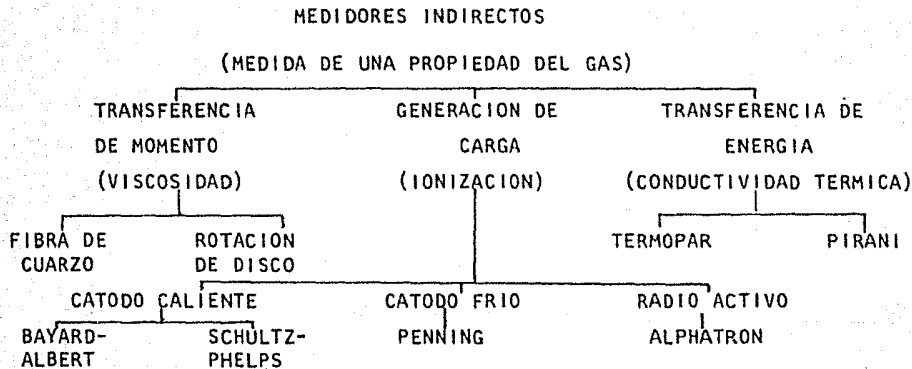 MEDIDORES INDIRECTOS
(MEDIDA DE UNA PROPIEDAD DEL GAS)
TRANSFERENCIA GENERACION DE TRANSFERENCIA DE
DE MOMENTO CARGA ENERGIA
(VISCOSIDAD) (IONIZACION) (CONDUCTIVIDAD TERMICA)
FIBRA DE ROTACION TERMOPAR PIRANI
CUARZO DE DISCO
CATODO CALIENTE CATODO FRIO RADIO ACTIVO
BAYARD- SCHULTZ- PENNING ALPHATRON
ALBERT PHELPS